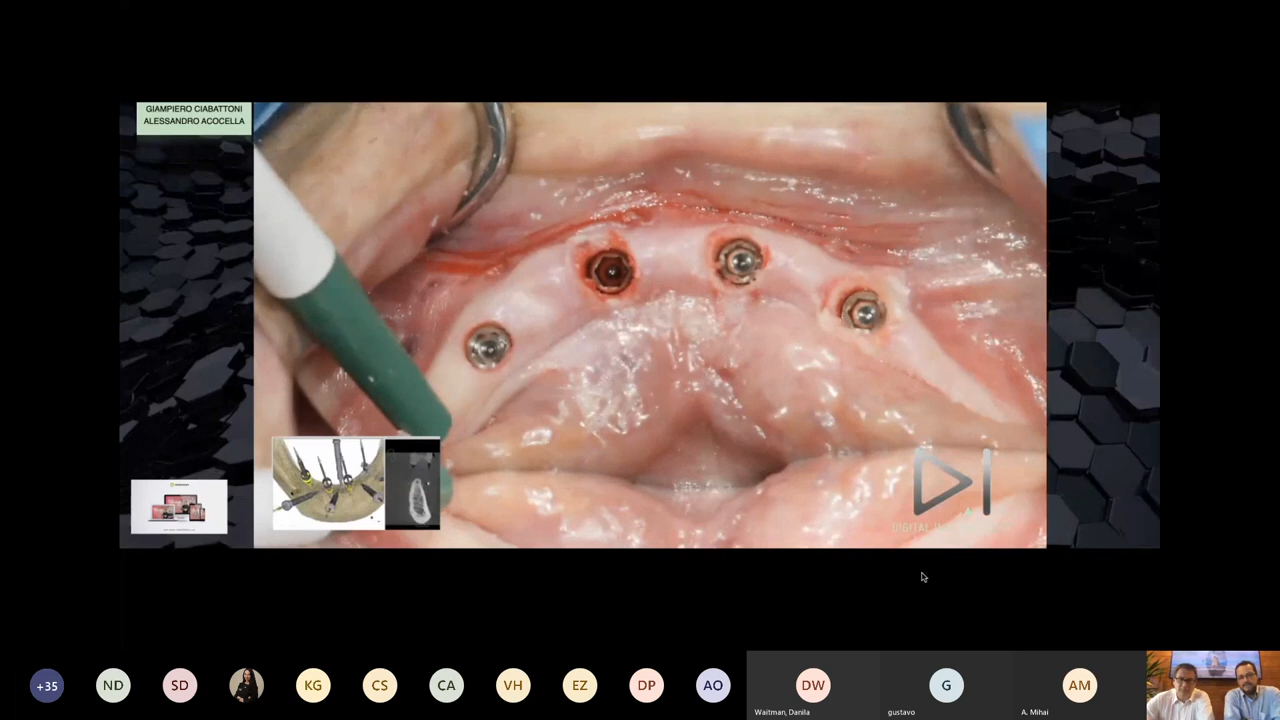 GIAMPIERO CIABATTONI
ALESSANDRO ACOCELLA
DIGITAL
+35
ND
SD
KG
CS
CA
VH
EZ
DP
AO
DW
G
AM
Waitman, Danila
gustavo
A. Mihai